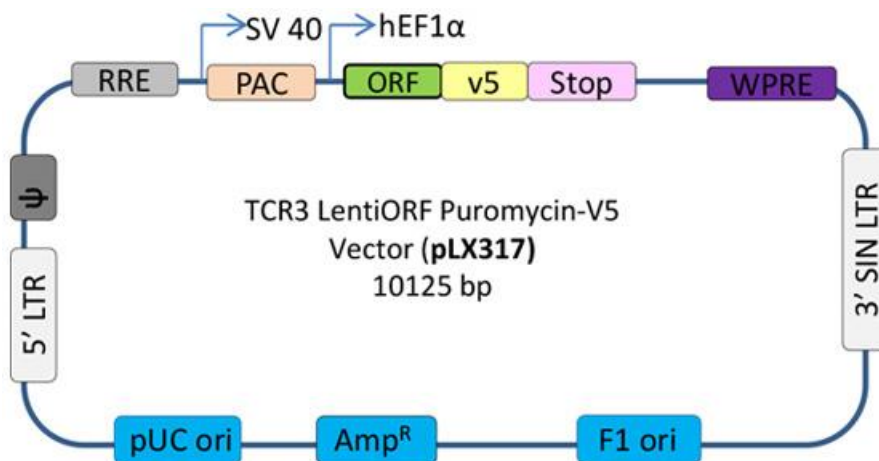 SV 40 hEF1α
RRE PAC ORF v5 Stop WPRE
ψ
5' LTR
TCR3 LentiORF Puromycin-V5
Vector (pLX317)
10125 bp
3' SIN LTR
pUC ori Ampᴿ F1 ori